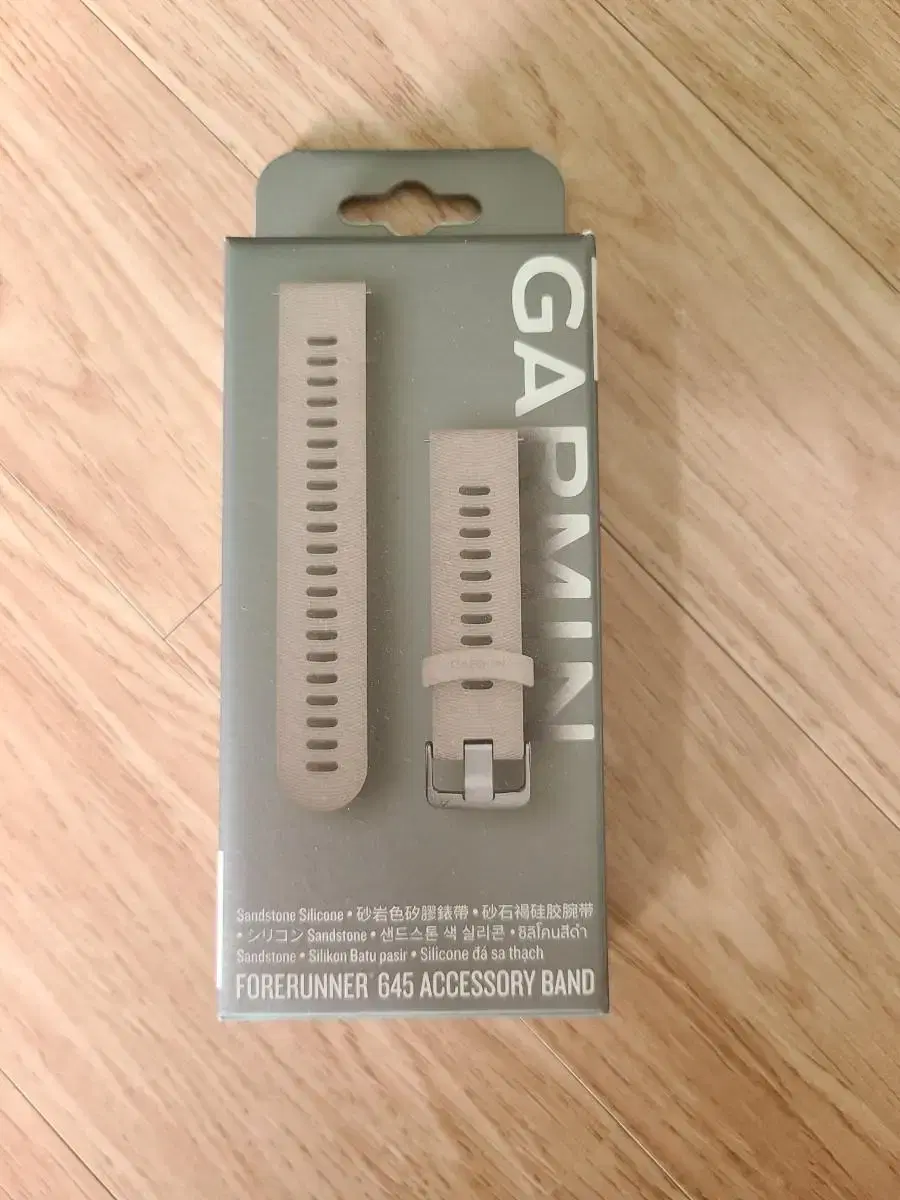 GARMIN
GARMIN
Sandstone Silicone • 砂岩色矽膠錶帶 • 砂石褐硅胶腕带
• シリコン Sandstone • 샌드스톤 색 실리콘 • ซิลิโคนสีดำ
Sandstone • Silikon Batu pasir • Silicone đá sa thạch
FORERUNNER® 645 ACCESSORY BAND